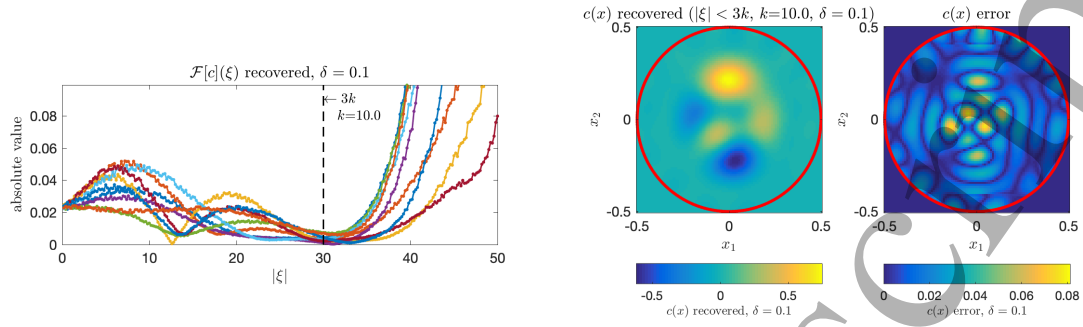 F[c](ξ) recovered, δ = 0.1
absolute value
0.08
0.06
0.04
0.02
0
← 3k
k=10.0
0 10 20 30 40 50
|ξ|
c(x) recovered (|ξ| < 3k, k=10.0, δ = 0.1)
x₂
0.5
0
-0.5
-0.5 0 0.5
x₁
-0.5 0 0.5
c(x) recovered, δ = 0.1
c(x) error
x₂
0.5
0
-0.5
-0.5 0 0.5
x₁
0 0.02 0.04 0.06 0.08
c(x) error, δ = 0.1